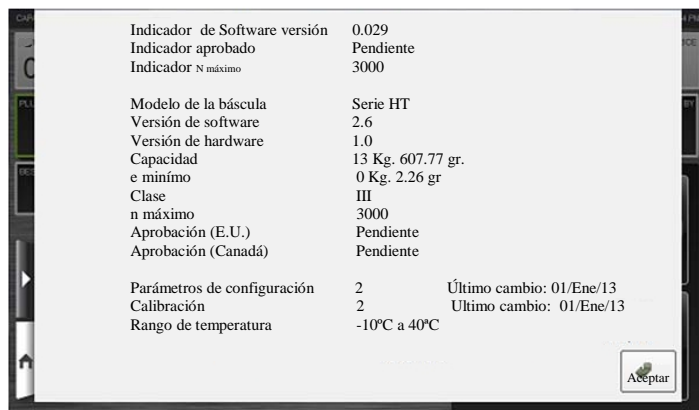 Indicador de Software versión 0.029
Indicador aprobado Pendiente
Indicador N máximo 3000
Modelo de la báscula Serie HT
Versión de software 2.6
Versión de hardware 1.0
Capacidad 13 Kg. 607.77 gr.
e minímo 0 Kg. 2.26 gr
Clase III
n máximo 3000
Aprobación (E.U.) Pendiente
Aprobación (Canadá) Pendiente
Parámetros de configuración 2 Último cambio: 01/Ene/13
Calibración 2 Ultimo cambio: 01/Ene/13
Rango de temperatura -10ºC a 40ªC
Aceptar